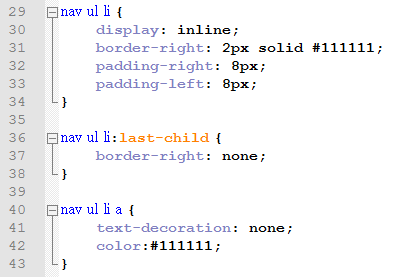 29 nav ul li {
30 display: inline;
31 border-right: 2px solid #111111;
32 padding-right: 8px;
33 padding-left: 8px;
34 }
35
36 nav ul li:last-child {
37 border-right: none;
38 }
39
40 nav ul li a {
41 text-decoration: none;
42 color:#111111;
43 }